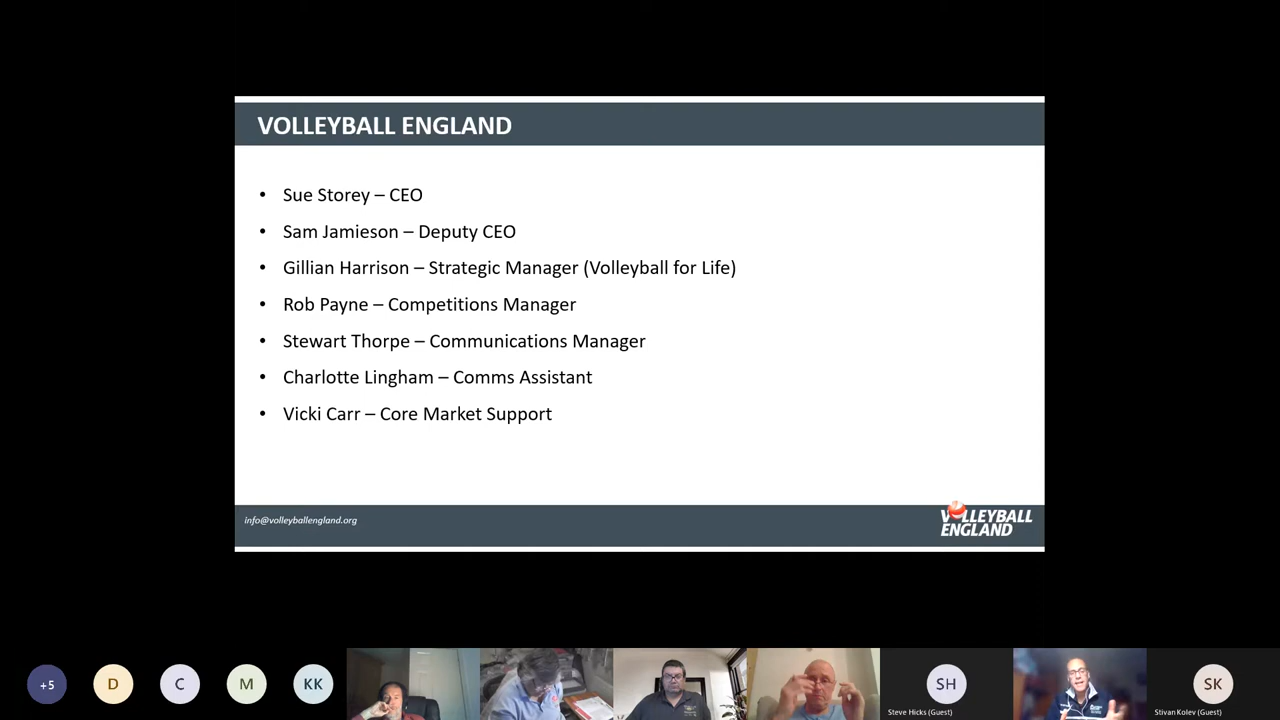 VOLLEYBALL ENGLAND
• Sue Storey – CEO
• Sam Jamieson – Deputy CEO
• Gillian Harrison – Strategic Manager (Volleyball for Life)
• Rob Payne – Competitions Manager
• Stewart Thorpe – Communications Manager
• Charlotte Lingham – Comms Assistant
• Vicki Carr – Core Market Support
info@volleyballengland.org
VOLLEYBALL
ENGLAND
+5
D
C
M
KK
SH
Steve Hicks (Guest)
SK
Stivan Kolev (Guest)